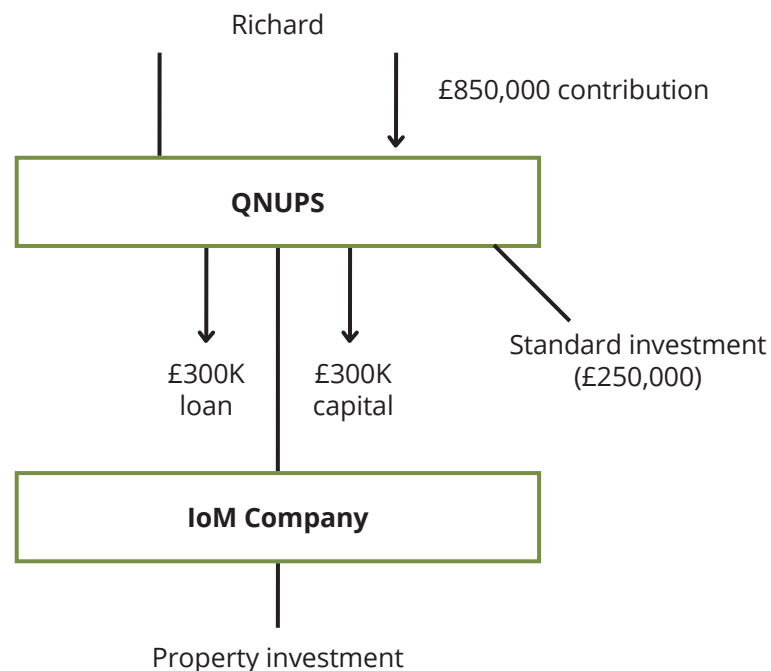 Richard
£850,000 contribution
QNUPS
£300K
loan
£300K
capital
Standard investment
(£250,000)
IoM Company
Property investment